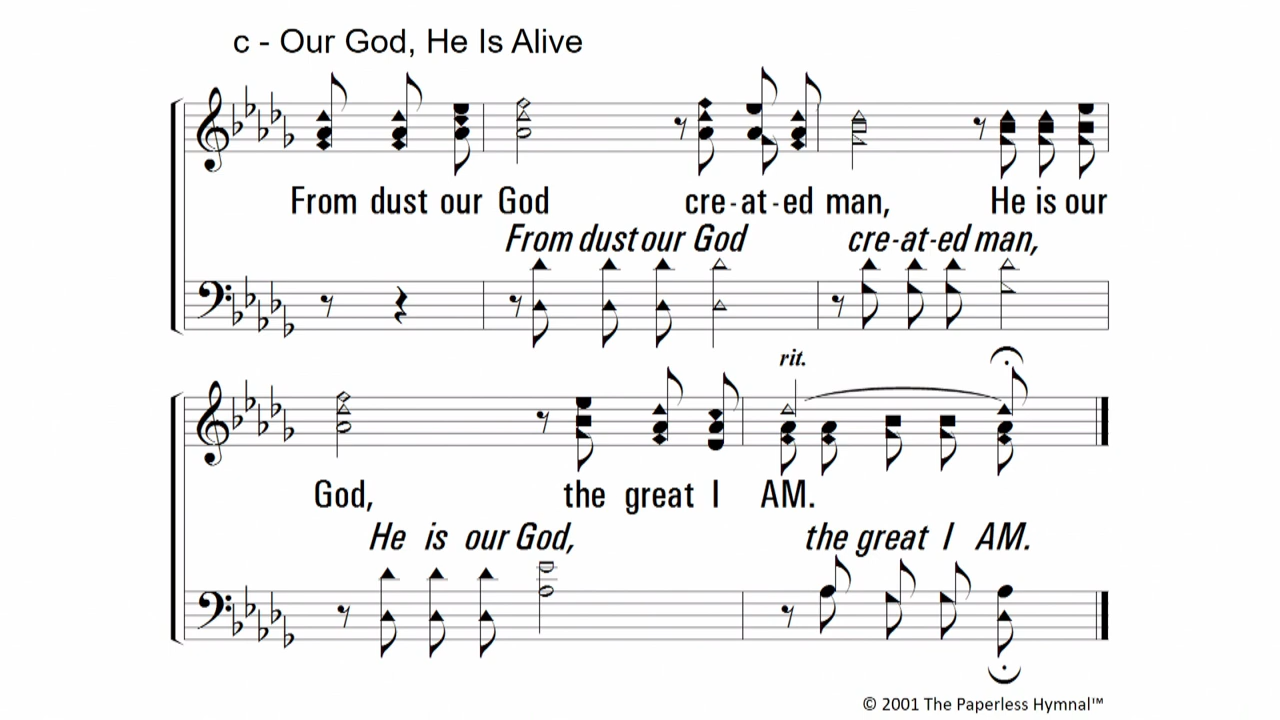 c - Our God, He Is Alive
From dust our God cre-at-ed man, He is our
From dust our God cre-at-ed man,
rit.
God, the great I AM.
He is our God, the great I AM.
© 2001 The Paperless Hymnal™